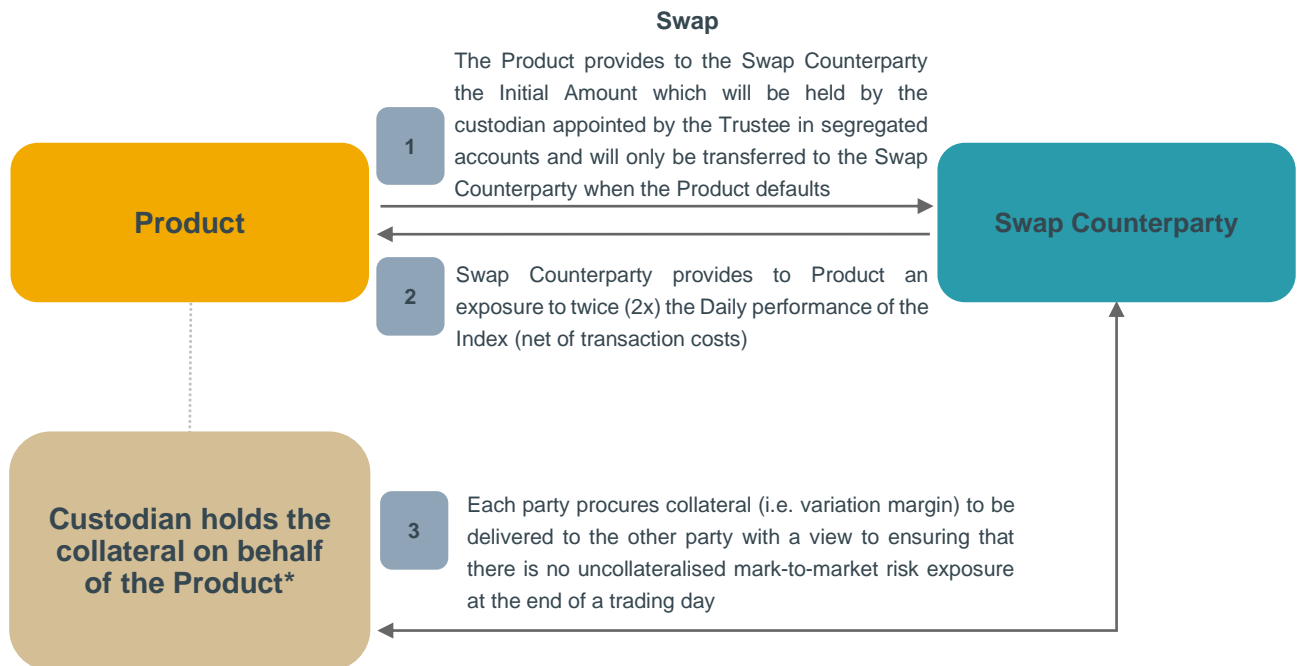 Swap
The Product provides to the Swap Counterparty
the Initial Amount which will be held by the
custodian appointed by the Trustee in segregated
accounts and will only be transferred to the Swap
Counterparty when the Product defaults
1
Product
Swap Counterparty
2
Swap Counterparty provides to Product an
exposure to twice (2x) the Daily performance of the
Index (net of transaction costs)
Custodian holds the
collateral on behalf
of the Product*
3
Each party procures collateral (i.e. variation margin) to be
delivered to the other party with a view to ensuring that
there is no uncollateralised mark-to-market risk exposure
at the end of a trading day